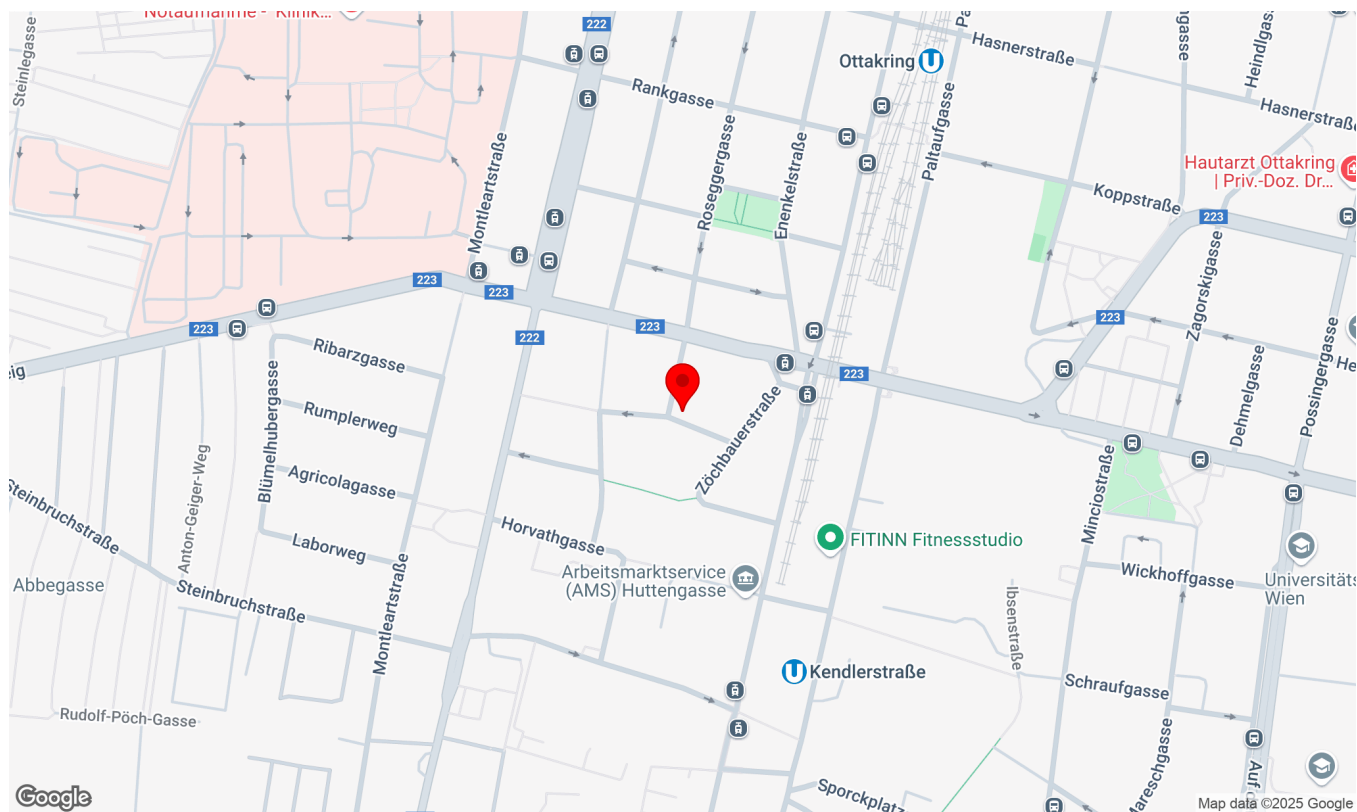 Notaufnahme - Klinik...
222
Steinlegasse
Ottakring
Hasnerstraße
Heindlgasse
Rankgasse
Hasnerstraße
Montleartstraße
Roseggergasse
Enenkelstraße
Paltaufgasse
Hautarzt Ottakring
| Priv.-Doz. Dr...
Koppstraße
223
223
223
223
223
223
223
222
Zagorskigasse
Possingergasse
Dehmelgasse
Ribarzgasse
Rumplerweg
Blümelhubergasse
Agricolagasse
Laborweg
Anton-Geiger-Weg
Steinbruchstraße
Steinbruchstraße
Abbegasse
Montleartstraße
Zöchbauerstraße
Horvathgasse
Minciostraße
FITINN Fitnessstudio
Arbeitsmarktservice
(AMS) Huttengasse
Wickhoffgasse
Universitäts
Wien
Ibsenstraße
Kendlerstraße
Schraufgasse
Rudolf-Pöch-Gasse
Mareschgasse
Sporckplatz
Auf
Google
Map data ©2025 Google